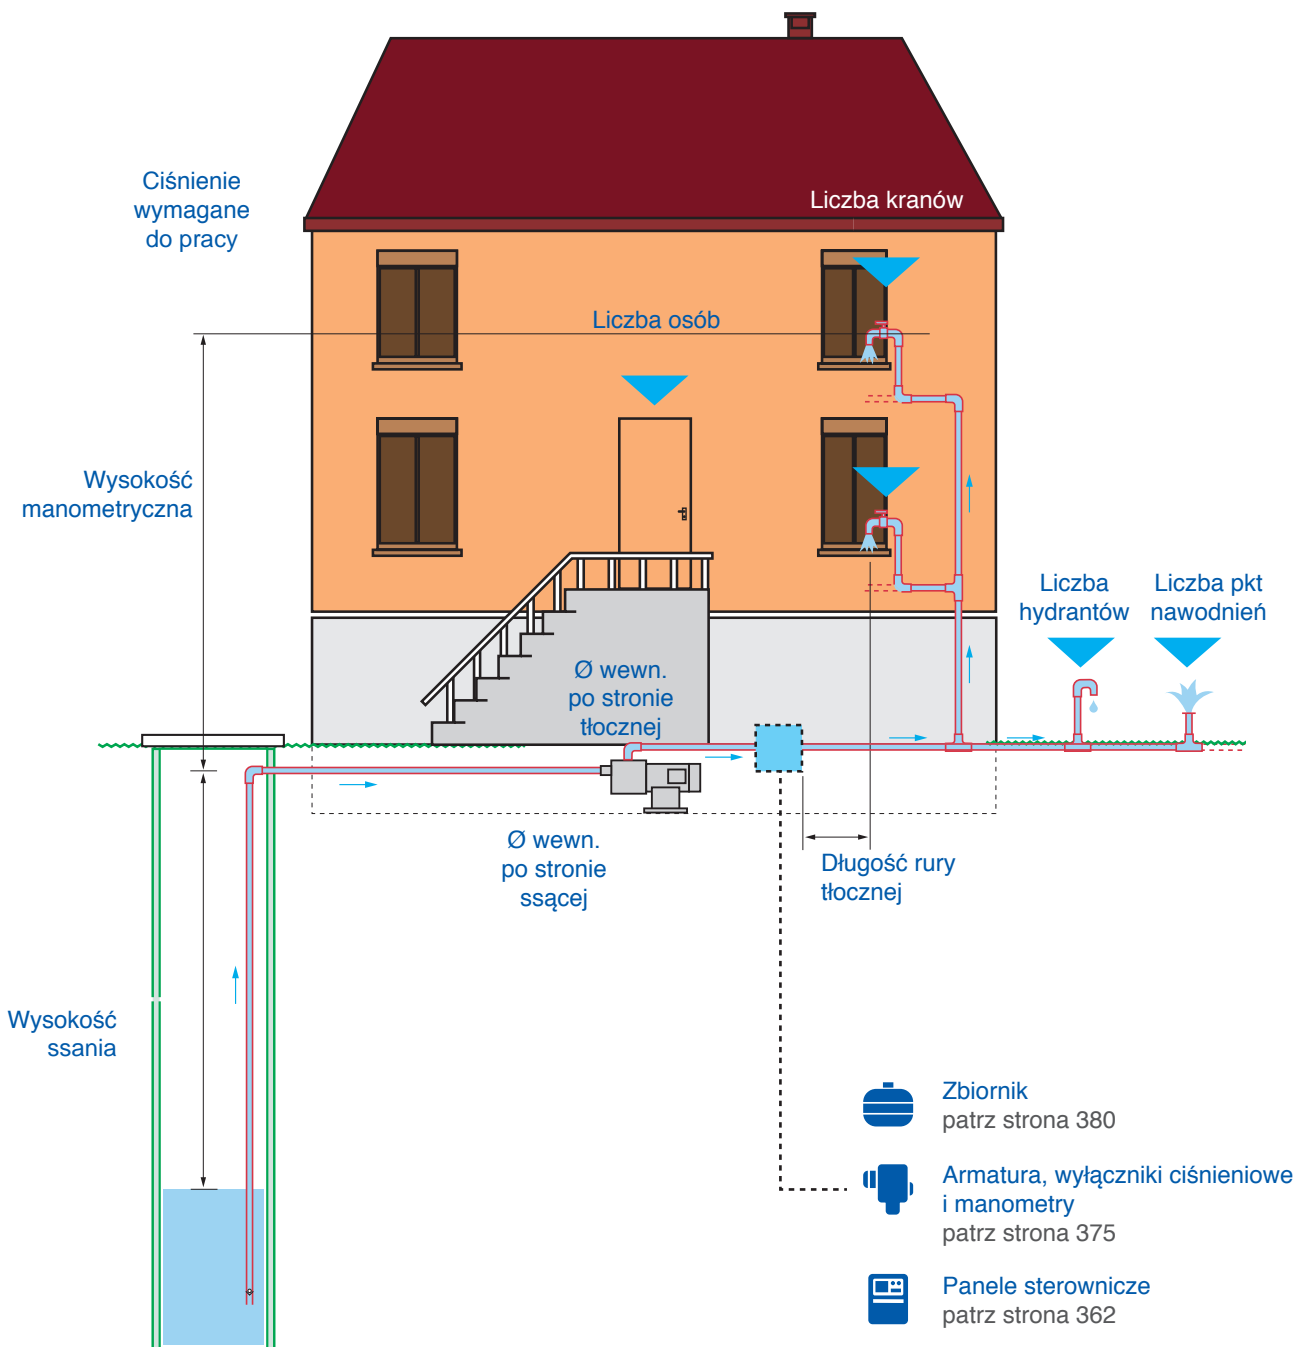 Ciśnienie
wymagane
do pracy
Liczba kranów
Liczba osób
Wysokość
manometryczna
Liczba
hydrantów
Liczba pkt
nawodnień
Ø wewn.
po stronie
tłocznej
Ø wewn.
po stronie
ssącej
Długość rury
tłocznej
Wysokość
ssania
Zbiornik
patrz strona 380
Armatura, wyłączniki ciśnieniowe
i manometry
patrz strona 375
Panele sterownicze
patrz strona 362